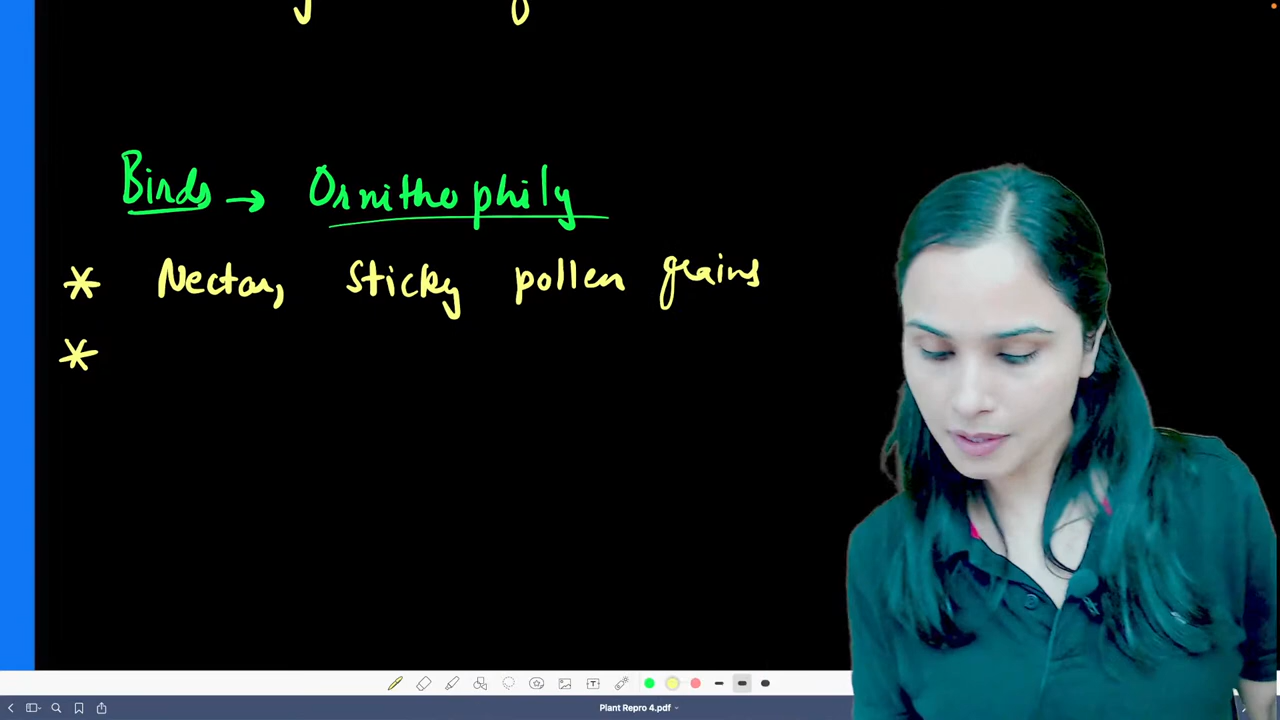 Birds → Ornithophily
* Nectar, sticky pollen grains
*
Plant Repro 4.pdf